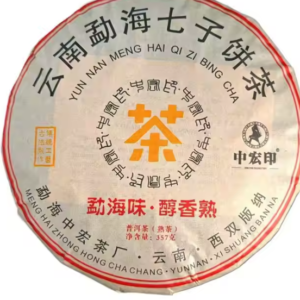 云南勐海七子饼茶
YUN NAN MENG HAI QI ZI BING CHA
茶
中宏印
勐海味·醇香熟
普洱茶(熟茶)
净含量:357克
勐海中宏茶厂·云南·西双版纳
MENG HAI ZHONG HONG CHA CHANG·YUNNAN·XI SHUANG BAN NA